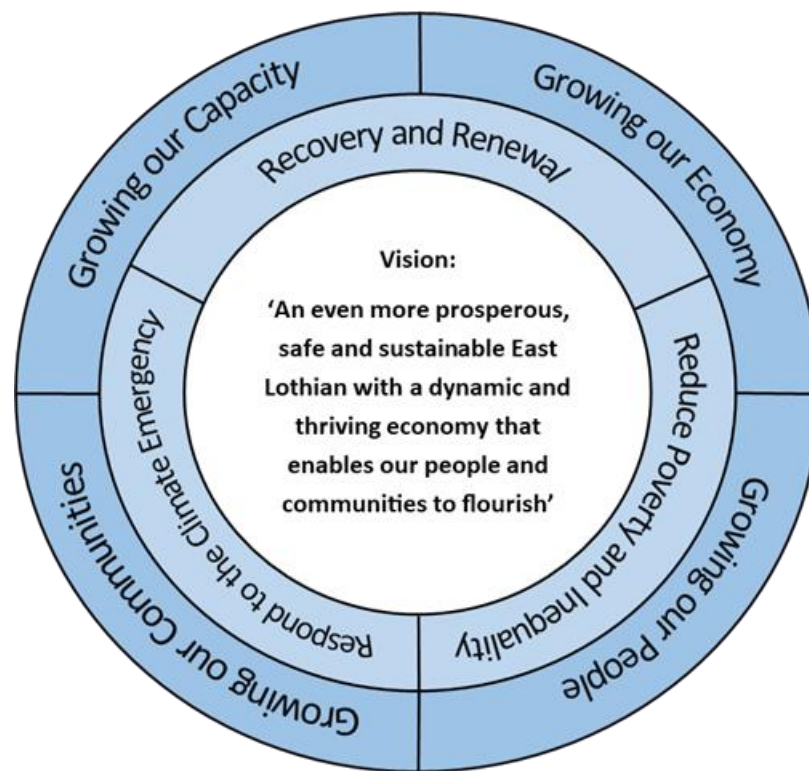 Growing our Capacity
Growing our Economy
Growing our People
Growing our Communities
Recovery and Renewal
Reduce Poverty and Inequality
Respond to the Climate Emergency
Vision:
‘An even more prosperous,
safe and sustainable East
Lothian with a dynamic and
thriving economy that
enables our people and
communities to flourish’